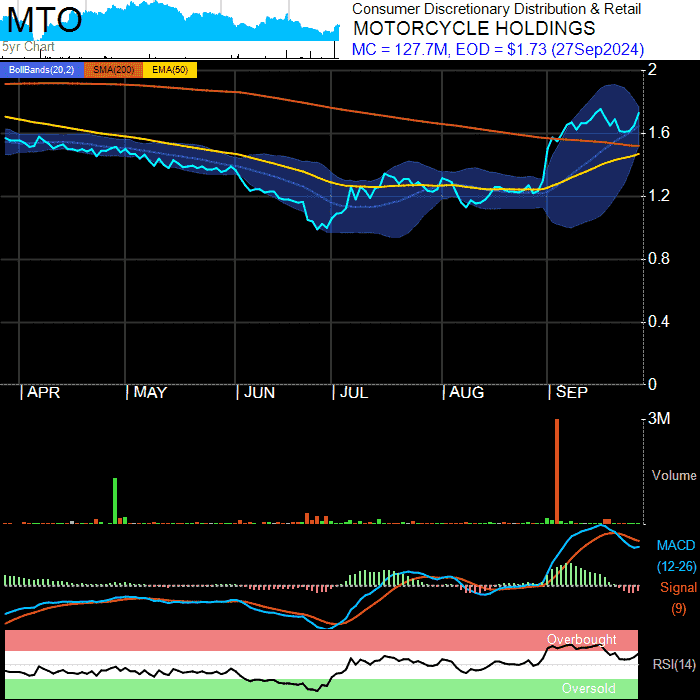 MTO
5yr Chart
Consumer Discretionary Distribution & Retail
MOTORCYCLE HOLDINGS
MC = 127.7M, EOD = $1.73 (27Sep2024)
BollBands(20,2) SMA(200) EMA(50)
2
1.6
1.2
0.8
0.4
0
APR MAY JUN JUL AUG SEP
3M
Volume
MACD
(12-26)
Signal
(9)
Overbought
RSI(14)
Oversold